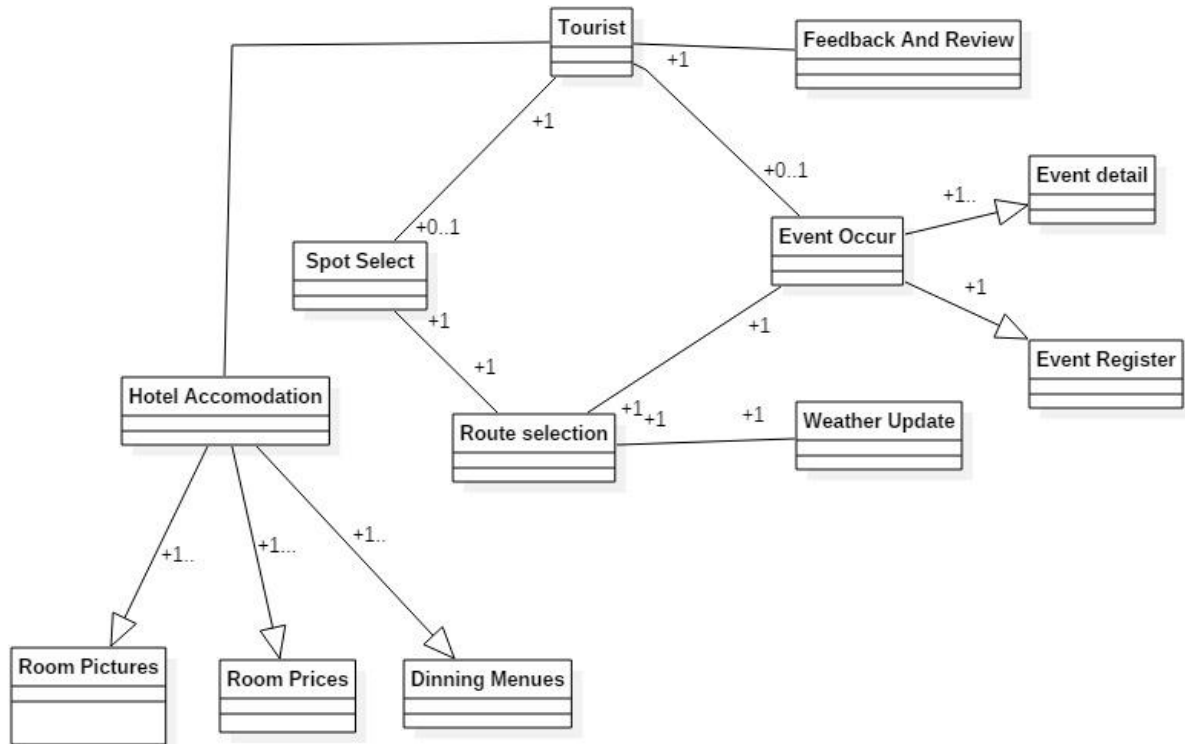 Tourist
Feedback And Review
+1
+1
+0..1
Event detail
+1..
+0..1
Event Occur
Spot Select
+1
+1
+1
Event Register
+1
Hotel Accomodation
+1
+1
+1
Weather Update
Route selection
+1..
+1...
+1..
Room Pictures
Room Prices
Dinning Menues